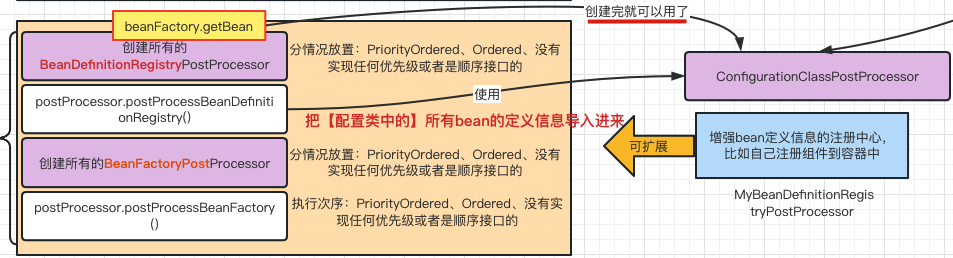 创建完就可以用了
beanFactory.getBean
创建所有的
BeanDefinitionRegistryPostProcessor
分情况放置：PriorityOrdered、Ordered、没有
实现任何优先级或者是顺序接口的
ConfigurationClassPostProcessor
postProcessor.postProcessBeanDefiniti
onRegistry()
使用
把【配置类中的】所有bean的定义信息导入进来
增强bean定义信息的注册中心，
比如自己注册组件到容器中
可扩展
创建所有的BeanFactoryPostProcessor
分情况放置：PriorityOrdered、Ordered、没有
实现任何优先级或者是顺序接口的
MyBeanDefinitionRegis
tryPostProcessor
postProcessor.postProcessBeanFactory
()
执行次序：PriorityOrdered、Ordered、没有实
现任何优先级或者是顺序接口的